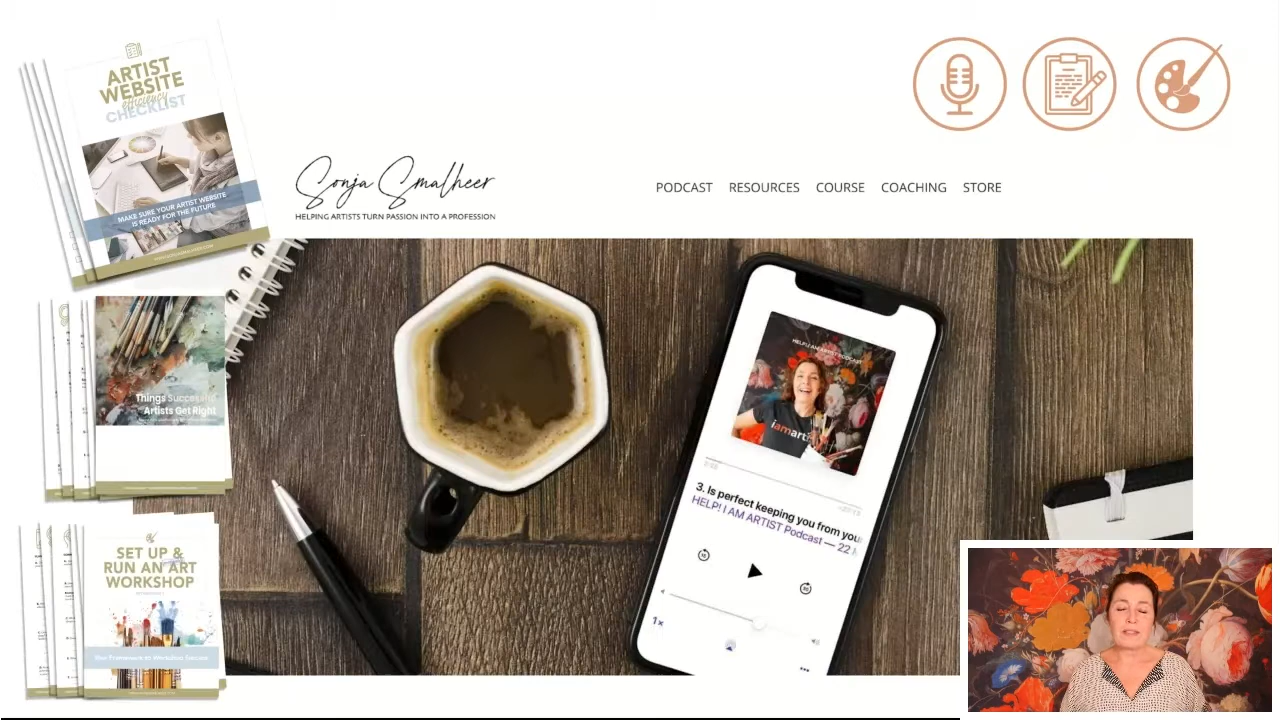 ARTIST
WEBSITE
efficiency
CHECKLIST
MAKE SURE YOUR ARTIST WEBSITE
IS READY FOR THE FUTURE
Things Successful
Artists Get Right
SET UP &
RUN AN ART
WORKSHOP
Sonja Smalheer
HELPING ARTISTS TURN PASSION INTO A PROFESSION
PODCAST RESOURCES COURSE COACHING STORE
HELP! I AM ARTIST PODCAST
iamarti
3. Is perfect keeping you from you
HELP! I AM ARTIST Podcast — 22
1×